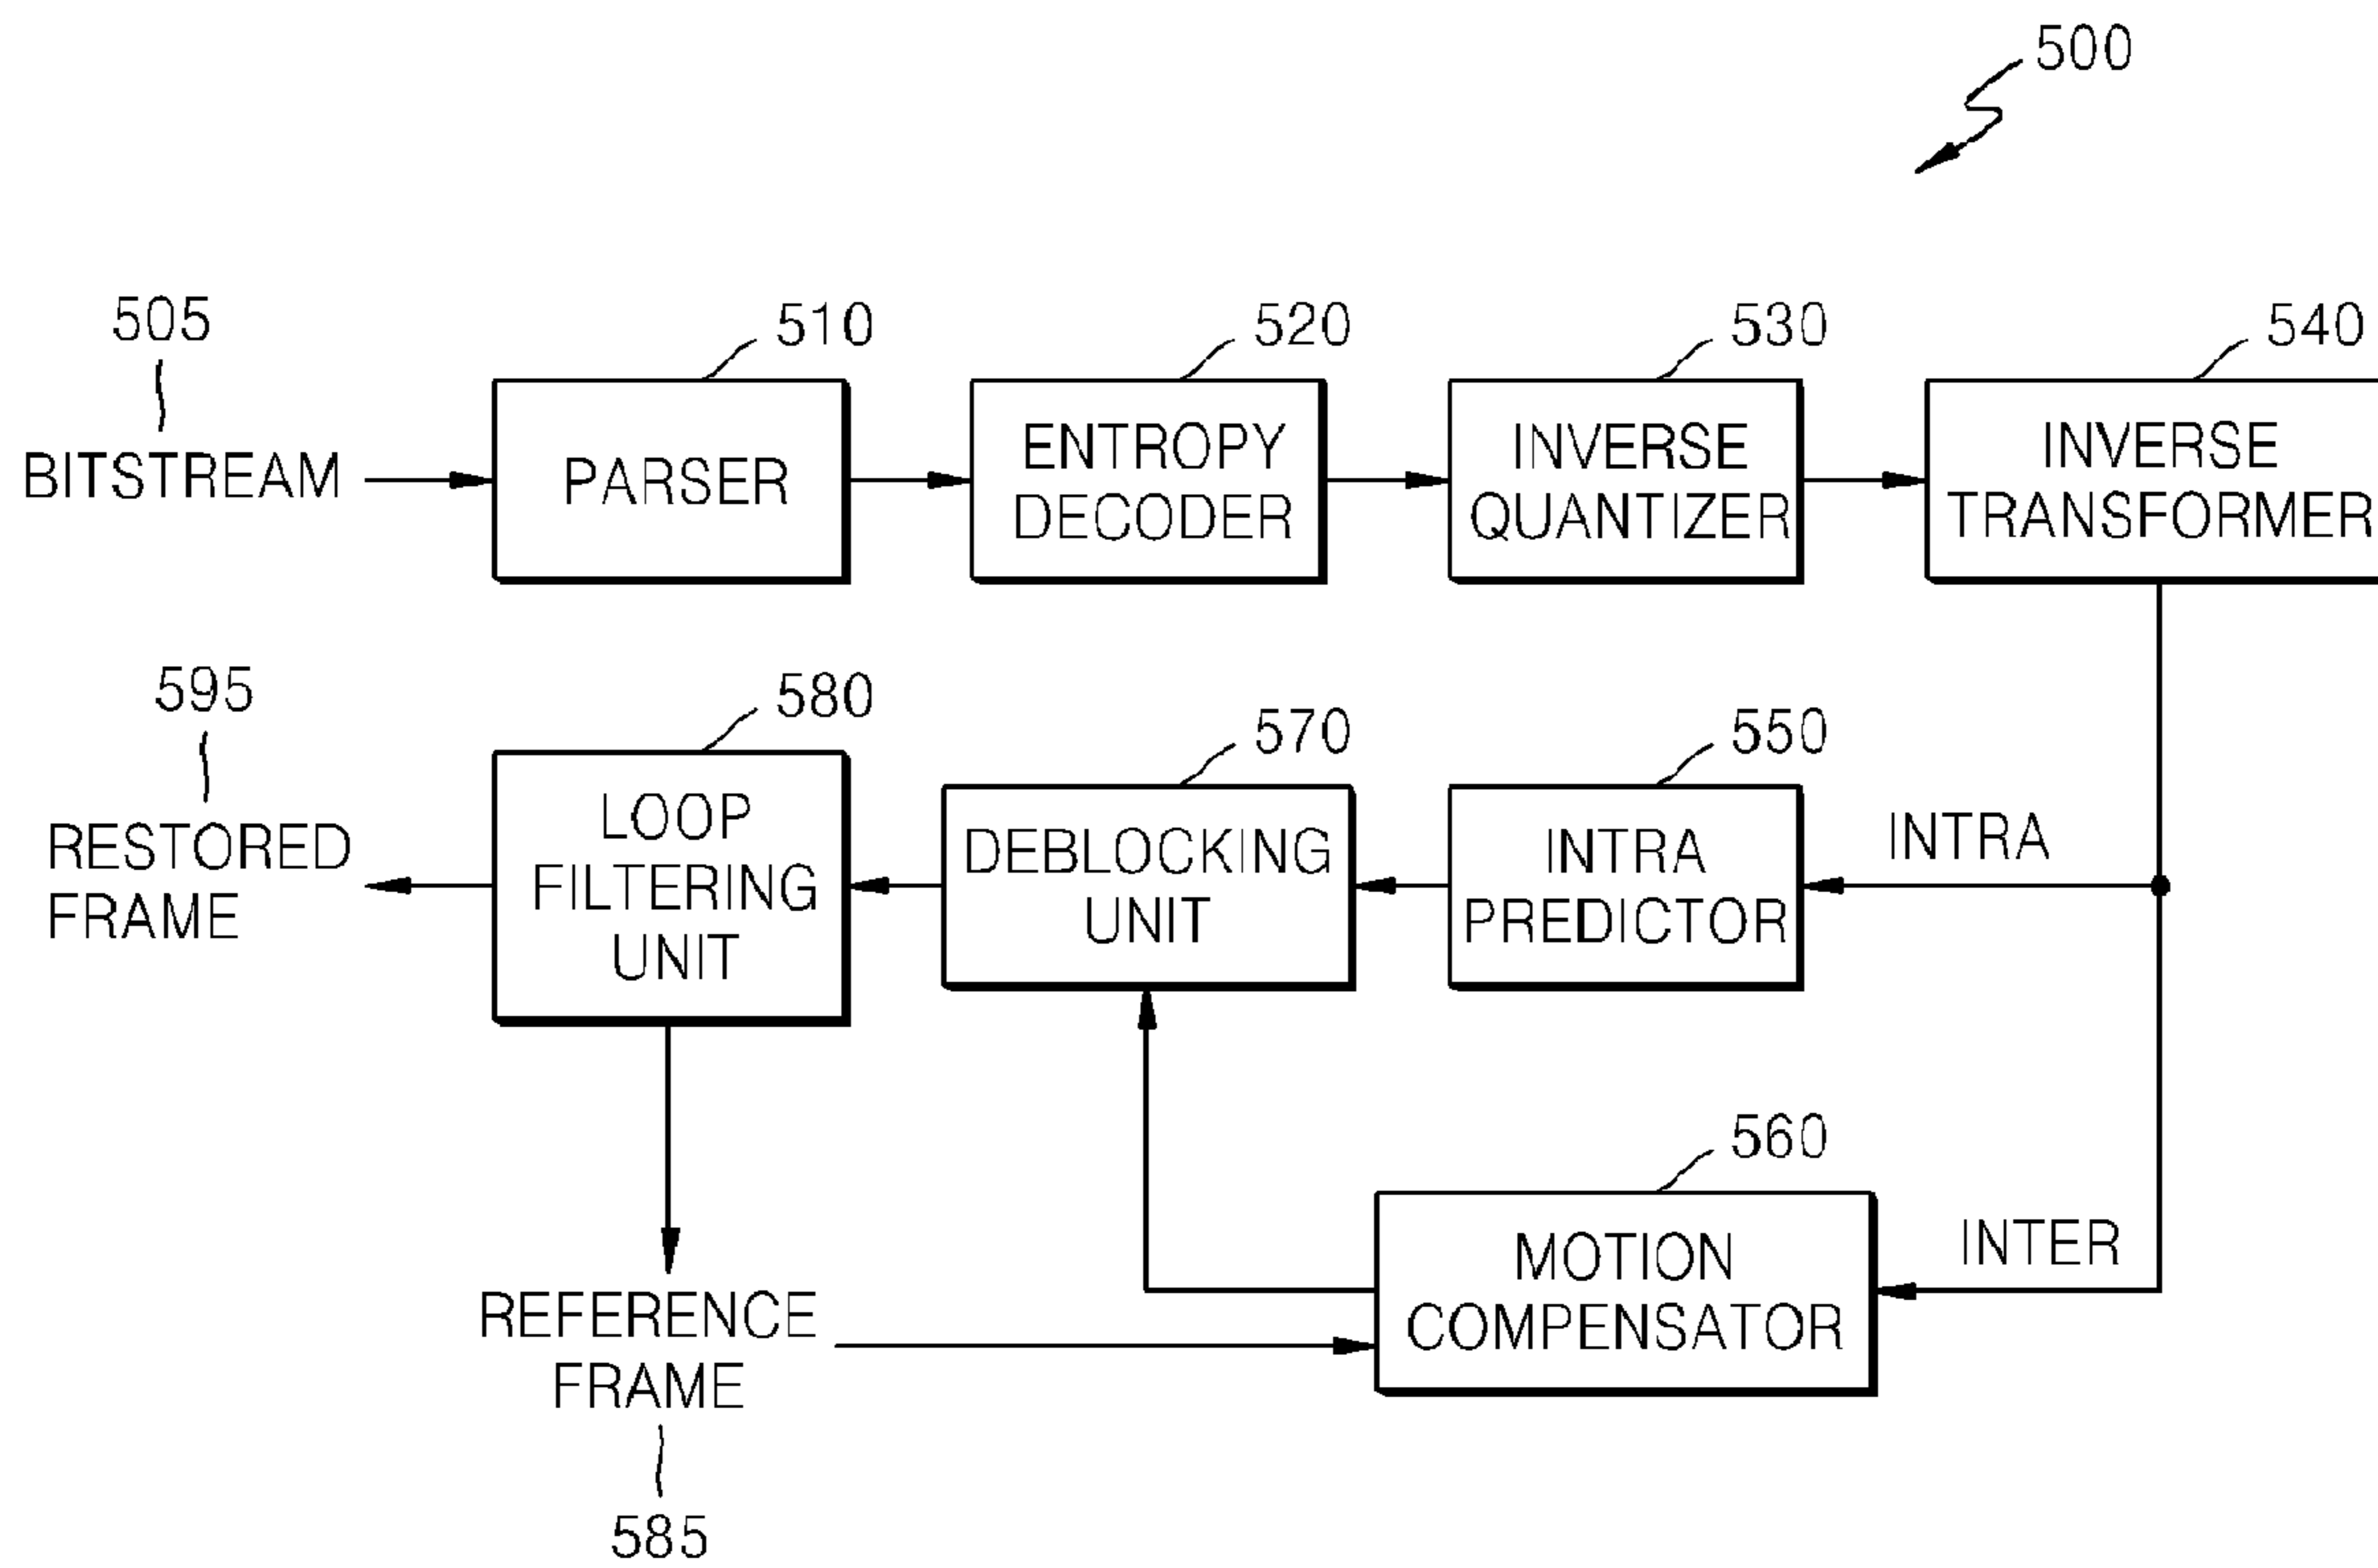 500
505
510
520
530
540
BITSTREAM
PARSER
ENTROPY
DECODER
INVERSE
QUANTIZER
INVERSE
TRANSFORMER
595
580
570
550
RESTORED
FRAME
LOOP
FILTERING
UNIT
DEBLOCKING
UNIT
INTRA
PREDICTOR
INTRA
560
MOTION
COMPENSATOR
INTER
REFERENCE
FRAME
585